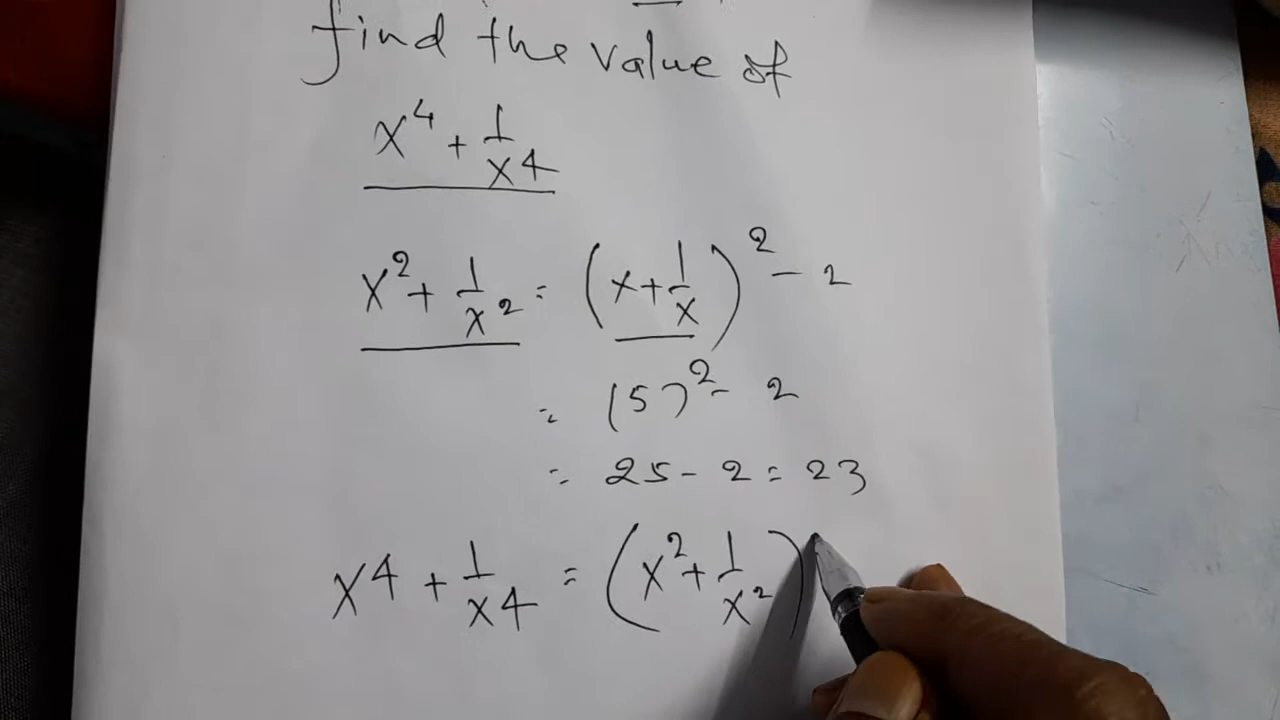 find the value of
x⁴ + 1/x⁴
x² + 1/x² = (x + 1/x)² - 2
= (5)² - 2
= 25 - 2 = 23
x⁴ + 1/x⁴ = (x² + 1/x²)